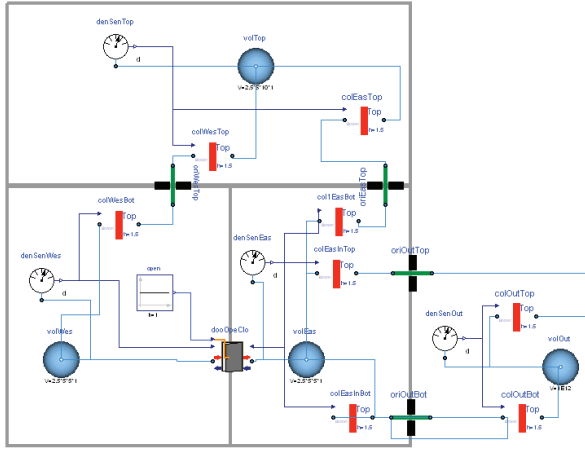 denSenTop
d
volTop
V=2.5*5*10*1
colEasTop
Top
h=1.5
colWesTop
Top
h=1.5
oriWesTop
oriEasTop
colWesBot
Top
h=1.5
col1EasBot
Top
h=1.5
denSenWes
d
open
t=1
denSenEas
d
colEasInTop
Top
h=1.5
oriOutTop
colOutTop
Top
h=1.5
denSenOut
d
dooOpeClo
volWes
V=2.5*5*5*1
volEas
V=2.5*5*5*1
volOut
V=1E12
colEasInBot
Top
h=1.5
oriOutBot
colOutBot
Top
h=1.5